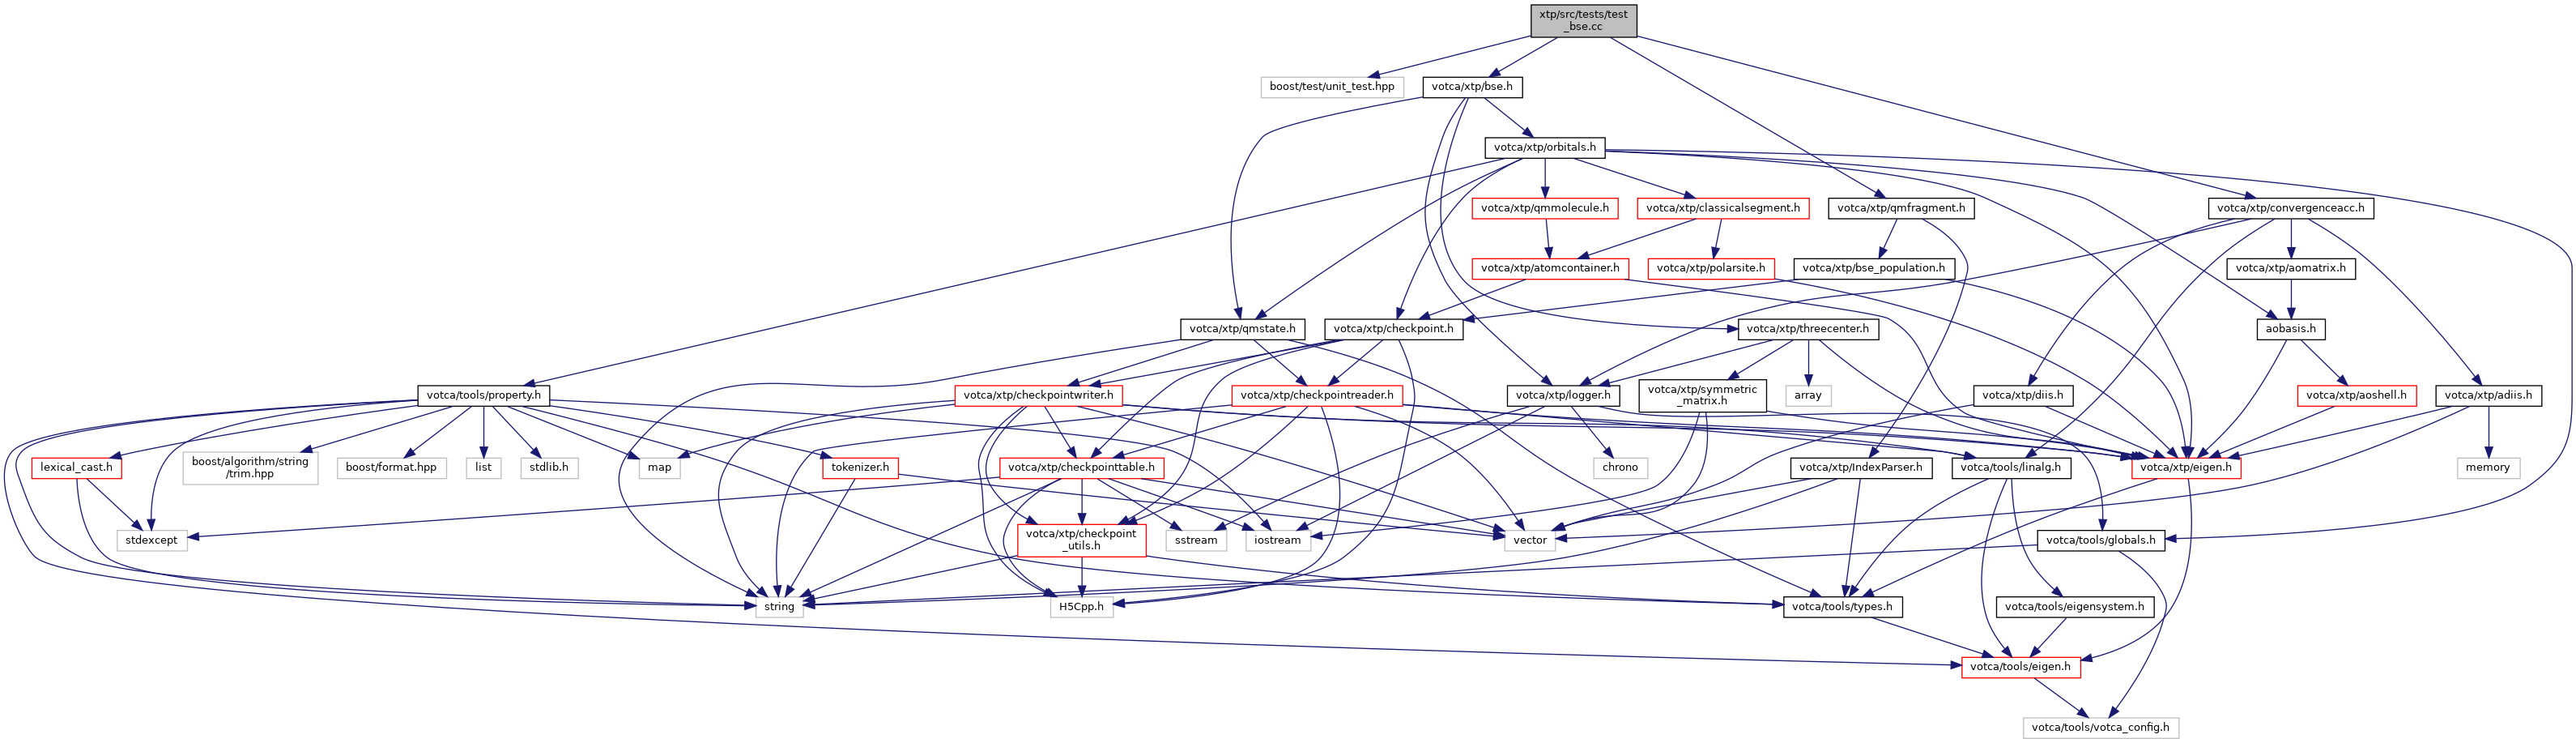 xtp/src/tests/test
_bse.cc
boost/test/unit_test.hpp
votca/xtp/bse.h
votca/xtp/orbitals.h
votca/xtp/qmmolecule.h
votca/xtp/classicalsegment.h
votca/xtp/qmfragment.h
votca/xtp/convergenceacc.h
votca/xtp/atomcontainer.h
votca/xtp/polarsite.h
votca/xtp/bse_population.h
votca/xtp/aomatrix.h
votca/xtp/qmstate.h
votca/xtp/checkpoint.h
votca/xtp/threecenter.h
aobasis.h
votca/tools/property.h
votca/xtp/checkpointwriter.h
votca/xtp/checkpointreader.h
votca/xtp/logger.h
votca/xtp/symmetric
_matrix.h
array
votca/xtp/diis.h
votca/xtp/aoshell.h
votca/xtp/adiis.h
lexical_cast.h
boost/algorithm/string
/trim.hpp
boost/format.hpp
list
stdlib.h
map
tokenizer.h
votca/xtp/checkpointtable.h
chrono
votca/xtp/IndexParser.h
votca/tools/linalg.h
votca/xtp/eigen.h
memory
stdexcept
votca/xtp/checkpoint
_utils.h
sstream
iostream
vector
votca/tools/globals.h
string
H5Cpp.h
votca/tools/types.h
votca/tools/eigensystem.h
votca/tools/eigen.h
votca/tools/votca_config.h